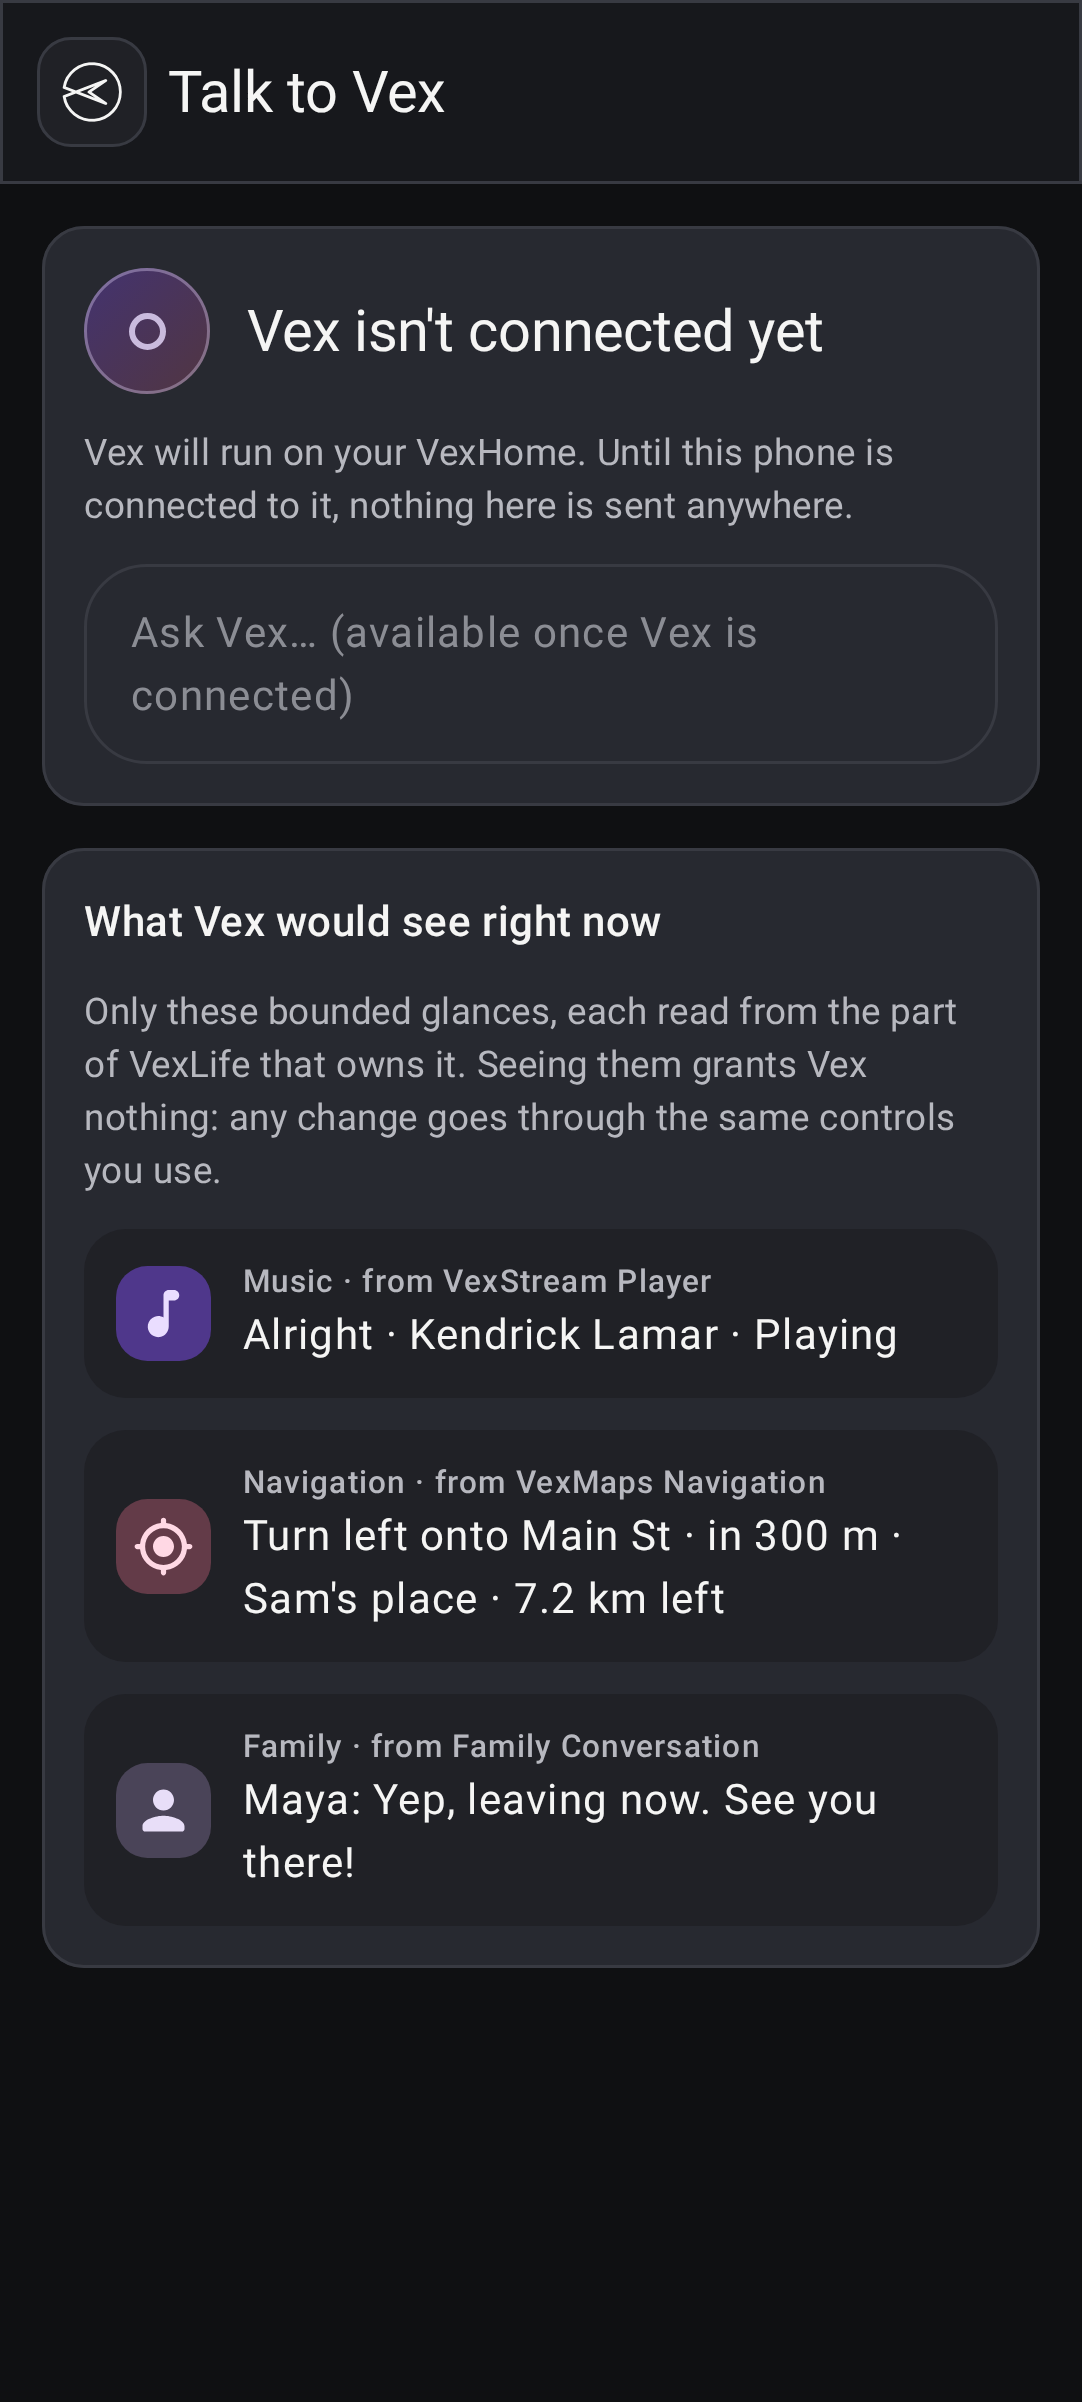 Talk to Vex
Vex isn't connected yet
Vex will run on your VexHome. Until this phone is
connected to it, nothing here is sent anywhere.
Ask Vex… (available once Vex is
connected)
What Vex would see right now
Only these bounded glances, each read from the part
of VexLife that owns it. Seeing them grants Vex
nothing: any change goes through the same controls
you use.
Music · from VexStream Player
Alright · Kendrick Lamar · Playing
Navigation · from VexMaps Navigation
Turn left onto Main St · in 300 m ·
Sam's place · 7.2 km left
Family · from Family Conversation
Maya: Yep, leaving now. See you
there!